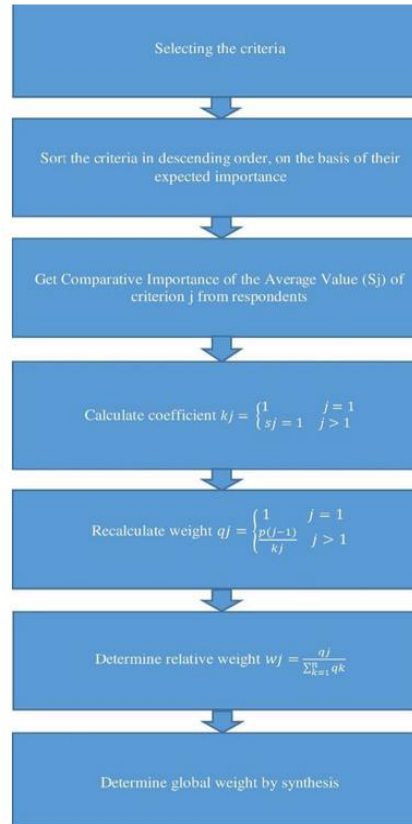 Selecting the criteria
Sort the criteria in descending order, on the basis of their
expected importance
Get Comparative Importance of the Average Value (Sj) of
criterion j from respondents
Calculate coefficient kj = {1 j = 1
sj = 1 j > 1
Recalculate weight qj = {1 j = 1
p(j−1)/kj j > 1
Determine relative weight wj = qj / ∑ⁿₖ₌₁ qk
Determine global weight by synthesis